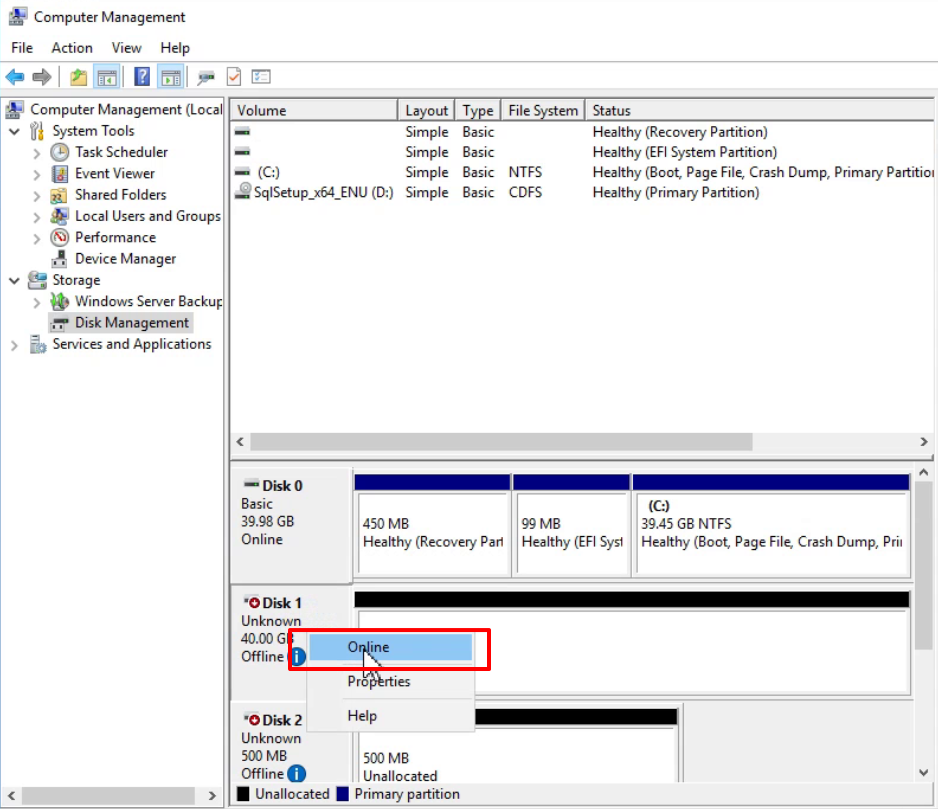 Computer Management
File Action View Help
Computer Management (Local
System Tools
Task Scheduler
Event Viewer
Shared Folders
Local Users and Groups
Performance
Device Manager
Storage
Windows Server Backup
Disk Management
Services and Applications
Volume Layout Type File System Status
Simple Basic Healthy (Recovery Partition)
Simple Basic Healthy (EFI System Partition)
(C:) Simple Basic NTFS Healthy (Boot, Page File, Crash Dump, Primary Partition
SqlSetup_x64_ENU (D:) Simple Basic CDFS Healthy (Primary Partition)
Disk 0
Basic
39.98 GB
Online
450 MB
Healthy (Recovery Part
99 MB
Healthy (EFI Syst
(C:)
39.45 GB NTFS
Healthy (Boot, Page File, Crash Dump, Pri
Disk 1
Unknown
40.00 GB
Offline
Online
Properties
Help
Disk 2
Unknown
500 MB
Offline
500 MB
Unallocated
Unallocated Primary partition